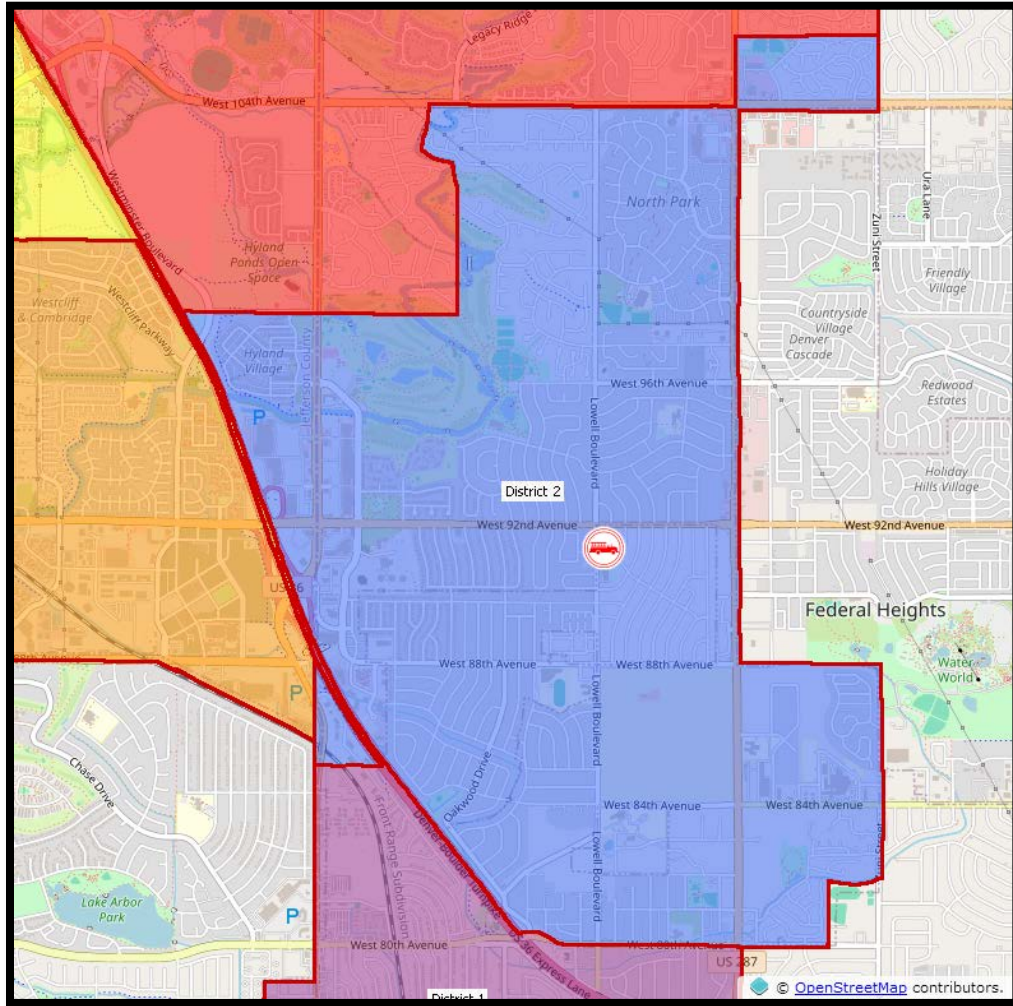 Legacy Ridge
West 104th Avenue
Westminster Boulevard
North Park
Ura Lane
Zuni Street
Hyland
Ponds Open
Space
Friendly
Village
Westcliff
& Cambridge
Westcliff Parkway
Countryside
Village
Denver
Cascade
Hyland
Village
Jefferson County
West 96th Avenue
Redwood
Estates
P
Lowell Boulevard
Holiday
Hills Village
District 2
West 92nd Avenue
West 92nd Avenue
US 36
Federal Heights
Water
World
West 88th Avenue
West 88th Avenue
P
Lowell Boulevard
Chase Drive
Oakwood Drive
West 84th Avenue
West 84th Avenue
Front Range Subdivision
Denver-Boulder Turnpike
Lowell Boulevard
Lake Arbor
Park
P
West 80th Avenue
West 80th Avenue
US 36 Express Lane
US 287
District 1
© OpenStreetMap contributors.